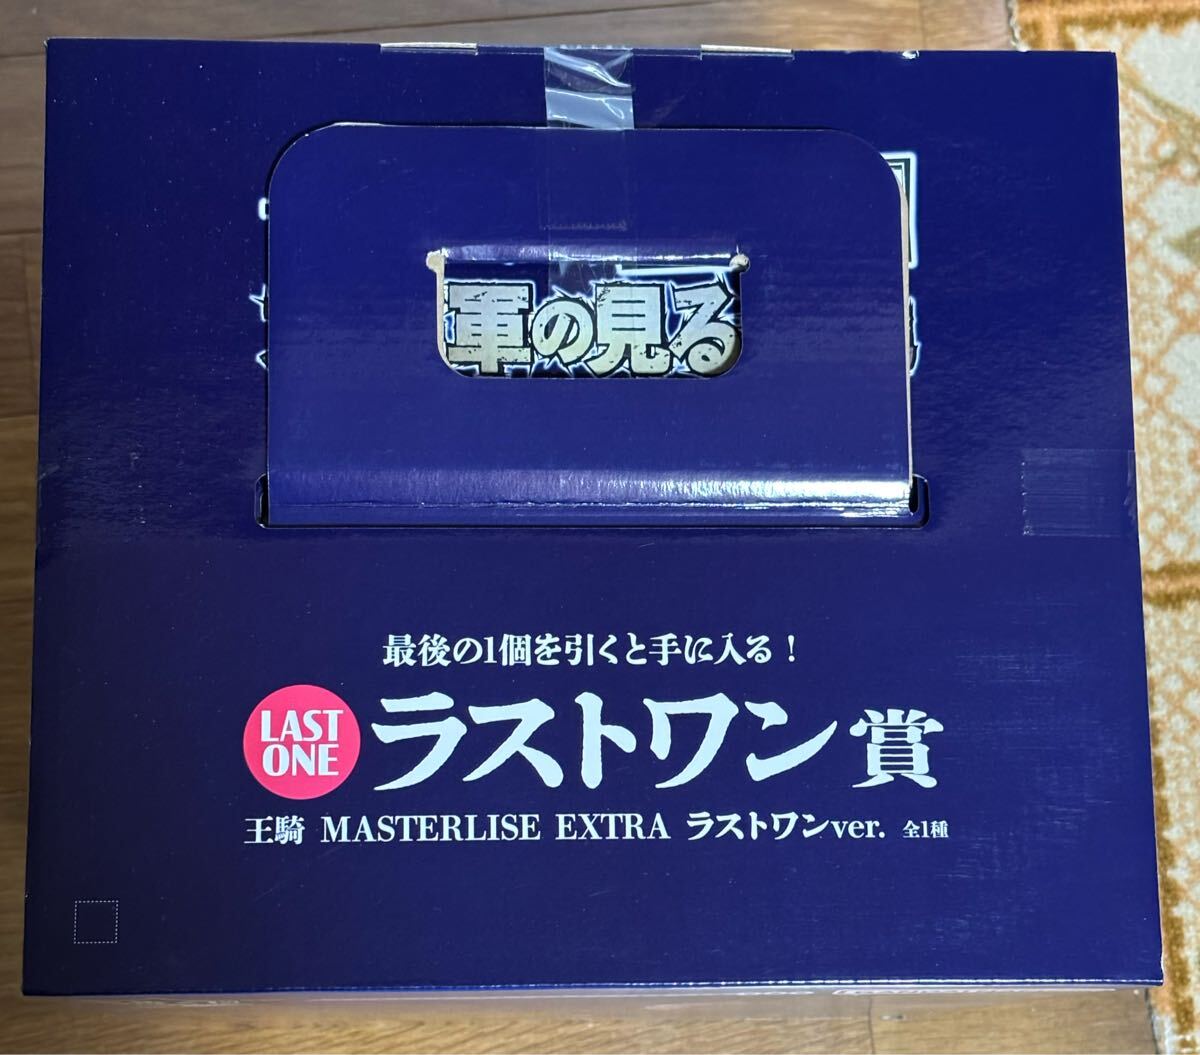 軍の見る
最後の1個を引くと手に入る！
LAST
ONE
ラストワン賞
王騎 MASTERLISE EXTRA ラストワンver. 全1種